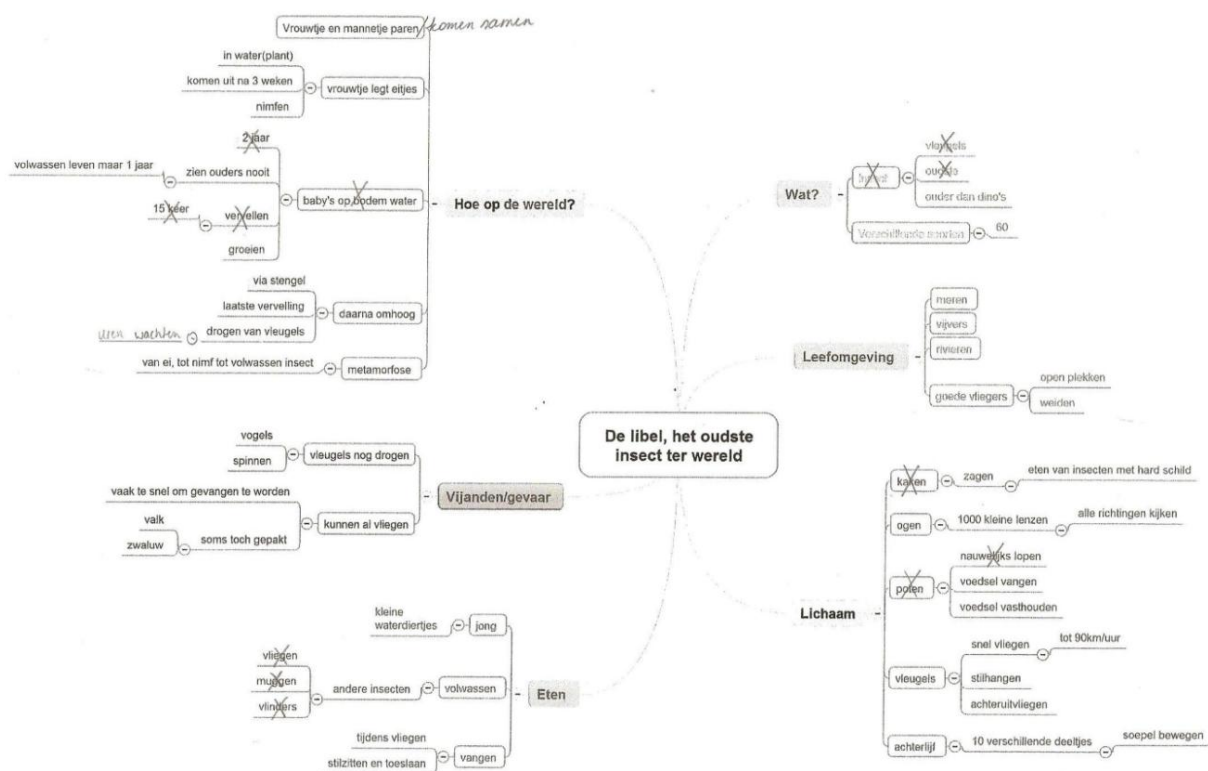 Vrouwtje en mannetje paren
/komen samen
in water(plant)
komen uit na 3 weken
nimfen
vrouwtje legt eitjes
2 jaar
volwassen leven maar 1 jaar
zien ouders nooit
15 keer
vervellen
groeien
baby's op bodem water
via stengel
laatste vervelling
uren wachten
drogen van vleugels
daarna omhoog
van ei, tot nimf tot volwassen insect
metamorfose
Hoe op de wereld?
Wat?
vleugels
oudste
ouder dan dino's
Verschillende soorten
60
Leefomgeving
meren
vijvers
rivieren
goede vliegers
open plekken
weiden
De libel, het oudste
insect ter wereld
vogels
spinnen
vleugels nog drogen
vaak te snel om gevangen te worden
valk
zwaluw
soms toch gepakt
kunnen al vliegen
Vijanden/gevaar
kleine
waterdiertjes
jong
vliegen
muggen
vlinders
andere insecten
volwassen
tijdens vliegen
stilzitten en toeslaan
vangen
Eten
Lichaam
kaken
zagen
eten van insecten met hard schild
ogen
1000 kleine lenzen
alle richtingen kijken
poten
nauwelijks lopen
voedsel vangen
voedsel vasthouden
vleugels
snel vliegen
tot 90km/uur
stilhangen
achteruitvliegen
achterlijf
10 verschillende deeltjes
soepel bewegen